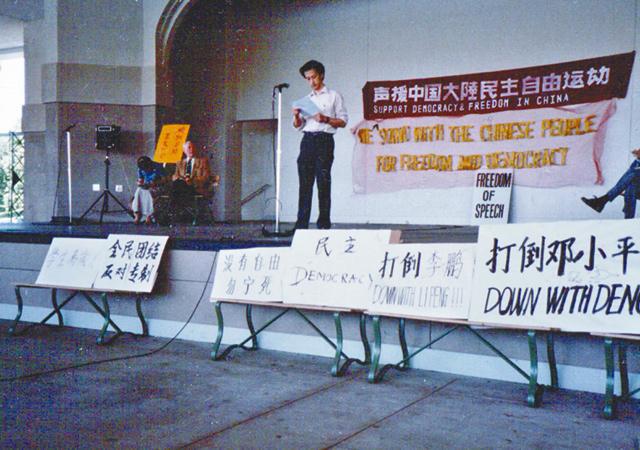 声援中国大陸民主自由运动
SUPPORT DEMOCRACY & FREEDOM IN CHINA
WE JOIN WITH THE CHINESE PEOPLE
FOR FREEDOM AND DEMOCRACY
FREEDOM
OF
SPEECH
全民团结
反对专制
没有自由
勿宁死
民主
DEMOCRACY
打倒李鹏
DOWN WITH LI PENG!!!
打倒邓小平
DOWN WITH DENG